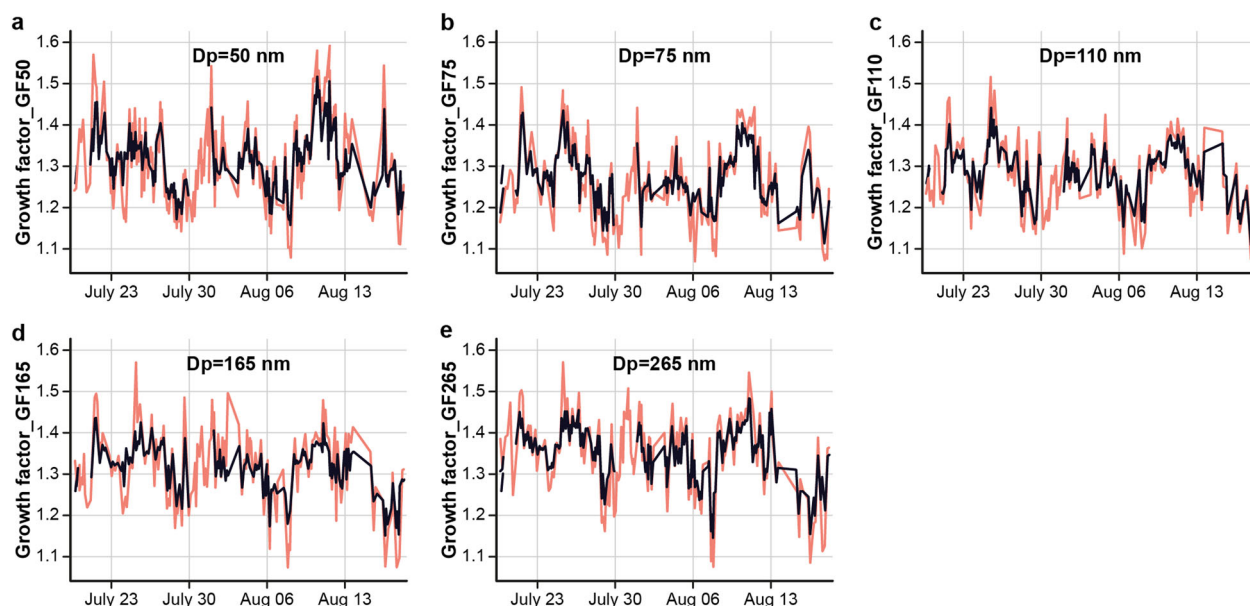 a
Dp=50 nm
Growth factor_GF50
1.6
1.5
1.4
1.3
1.2
1.1
July 23 July 30 Aug 06 Aug 13
b
Dp=75 nm
Growth factor_GF75
1.6
1.5
1.4
1.3
1.2
1.1
July 23 July 30 Aug 06 Aug 13
c
Dp=110 nm
Growth factor_GF110
1.6
1.5
1.4
1.3
1.2
1.1
July 23 July 30 Aug 06 Aug 13
d
Dp=165 nm
Growth factor_GF165
1.6
1.5
1.4
1.3
1.2
1.1
July 23 July 30 Aug 06 Aug 13
e
Dp=265 nm
Growth factor_GF265
1.6
1.5
1.4
1.3
1.2
1.1
July 23 July 30 Aug 06 Aug 13